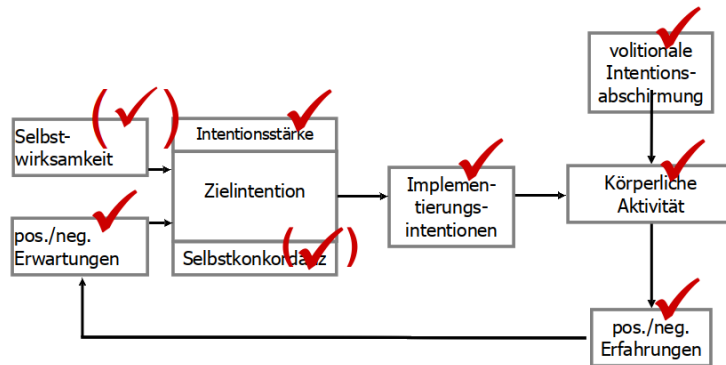 volitionale
Intentions-
abschirmung
Selbst-
wirksamkeit
Intentionsstärke
Zielintention
Selbstkonkordanz
pos./neg.
Erwartungen
Implemen-
tierungs-
intentionen
Körperliche
Aktivität
pos./neg.
Erfahrungen